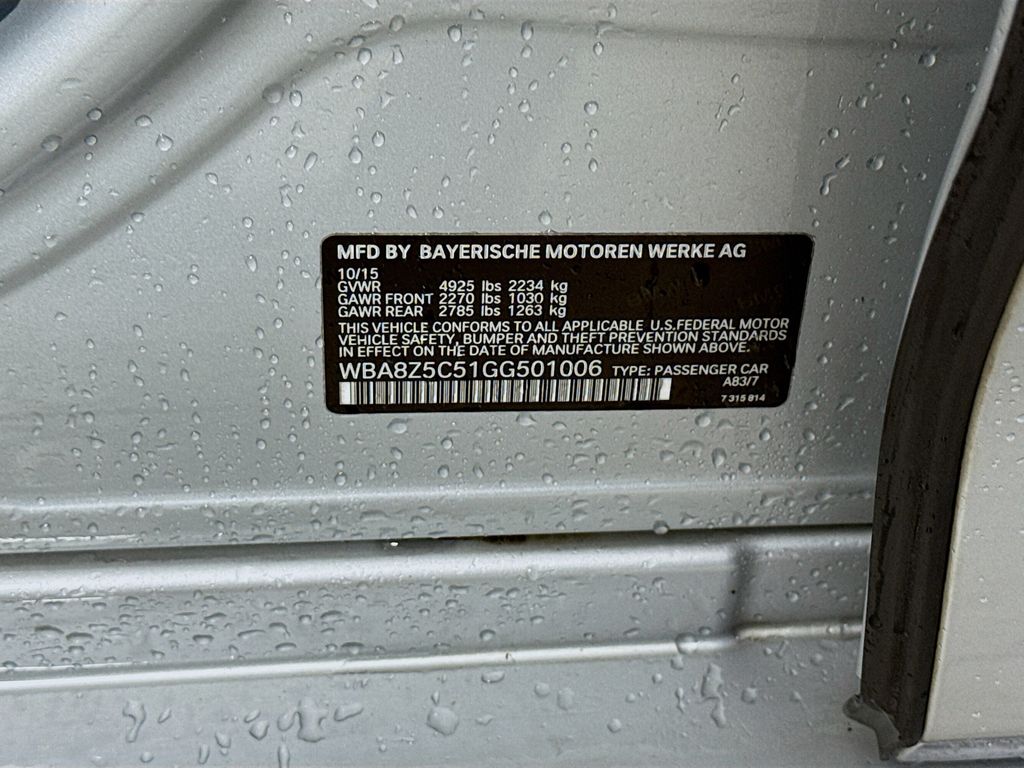 MFD BY BAYERISCHE MOTOREN WERKE AG
10/15
GVWR 4925 lbs 2234 kg
GAWR FRONT 2270 lbs 1030 kg
GAWR REAR 2785 lbs 1263 kg
THIS VEHICLE CONFORMS TO ALL APPLICABLE U.S.FEDERAL MOTOR
VEHICLE SAFETY, BUMPER AND THEFT PREVENTION STANDARDS
IN EFFECT ON THE DATE OF MANUFACTURE SHOWN ABOVE.
WBA8Z5C51GG501006 TYPE: PASSENGER CAR
A83/7
7 315 814